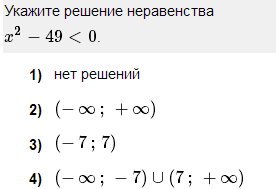 Укажите решение неравенства
x² − 49 < 0.
1) нет решений
2) (− ∞ ; + ∞)
3) (− 7 ; 7)
4) (− ∞ ; − 7) ∪ (7 ; + ∞)